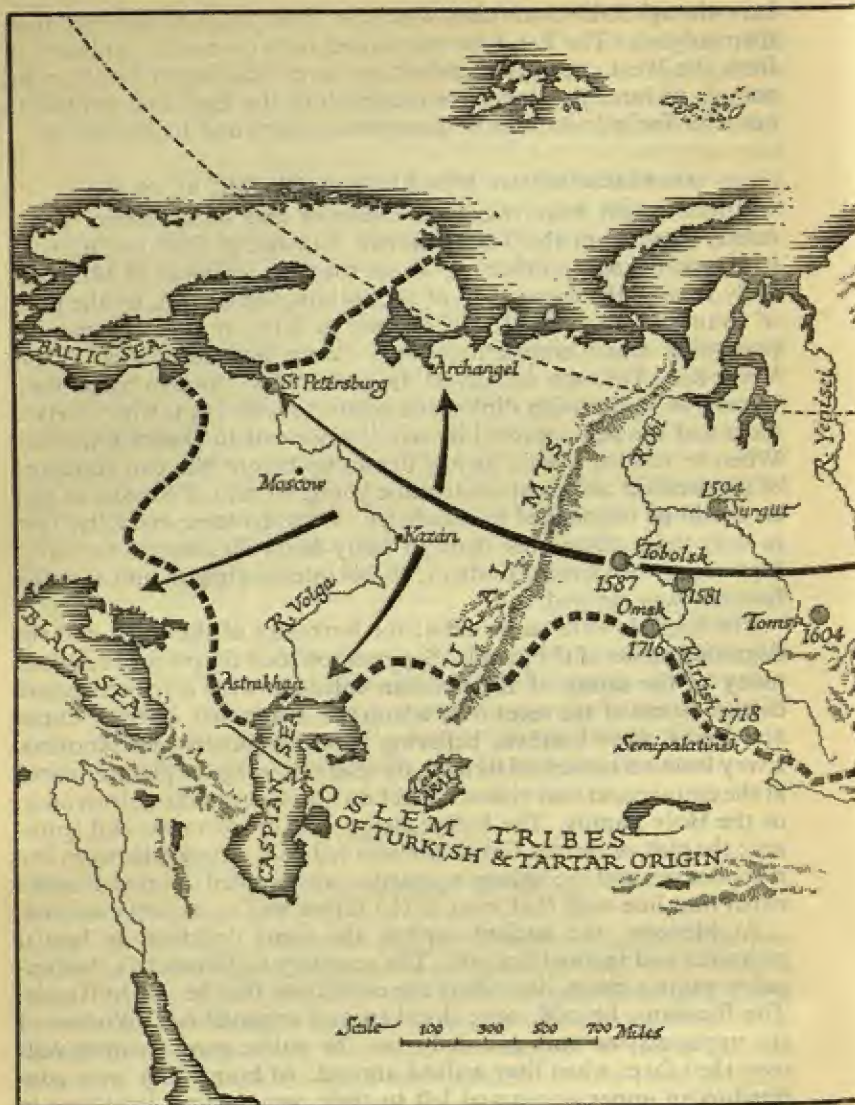 BALTIC SEA
St Petersburg
Archangel
Moscow
Kazan
R. Volga
URAL MTS
R. Obi
R. Yenisei
1594
Surgut
Tobolsk
1587
1581
Omsk
1716
Tomsk
1604
R. Irtish
1718
Semipalatinsk
BLACK SEA
Astrakhan
CASPIAN SEA
ARAL
MOSLEM TRIBES
OF TURKISH & TARTAR ORIGIN
Scale
100 300 500 700 Miles